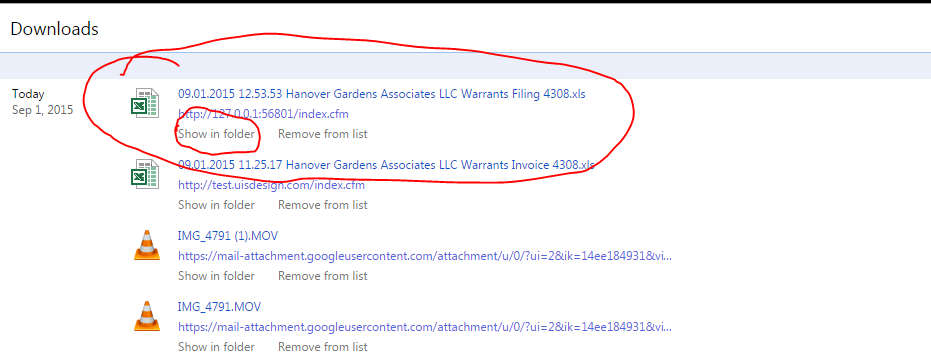 Downloads
Today
Sep 1, 2015
09.01.2015 12.53.53 Hanover Gardens Associates LLC Warrants Filing 4308.xls
http://127.0.0.1:56801/index.cfm
Show in folder Remove from list
09.01.2015 11.25.17 Hanover Gardens Associates LLC Warrants Invoice 4308.xls
http://test.uisdesign.com/index.cfm
Show in folder Remove from list
IMG_4791 (1).MOV
https://mail-attachment.googleusercontent.com/attachment/u/0/?ui=2&ik=14ee184931&vi...
Show in folder Remove from list
IMG_4791.MOV
https://mail-attachment.googleusercontent.com/attachment/u/0/?ui=2&ik=14ee184931&vi...
Show in folder Remove from list